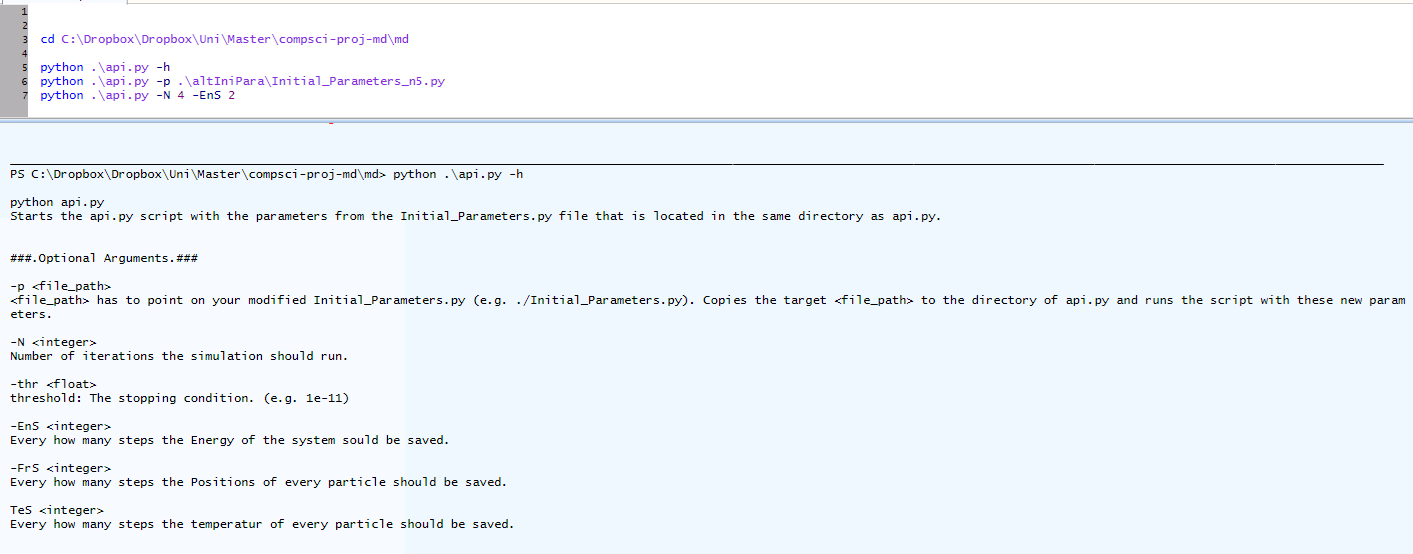 1
2
3 cd C:\Dropbox\Dropbox\Uni\Master\compsci-proj-md\md
4
5 python .\api.py -h
6 python .\api.py -p .\altIniPara\Initial_Parameters_n5.py
7 python .\api.py -N 4 -EnS 2
PS C:\Dropbox\Dropbox\Uni\Master\compsci-proj-md\md> python .\api.py -h
python api.py
Starts the api.py script with the parameters from the Initial_Parameters.py file that is located in the same directory as api.py.
###.Optional Arguments.###
-p <file_path>
<file_path> has to point on your modified Initial_Parameters.py (e.g. ./Initial_Parameters.py). Copies the target <file_path> to the directory of api.py and runs the script with these new param
eters.
-N <integer>
Number of iterations the simulation should run.
-thr <float>
threshold: The stopping condition. (e.g. 1e-11)
-EnS <integer>
Every how many steps the Energy of the system sould be saved.
-FrS <integer>
Every how many steps the Positions of every particle should be saved.
TeS <integer>
Every how many steps the temperatur of every particle should be saved.